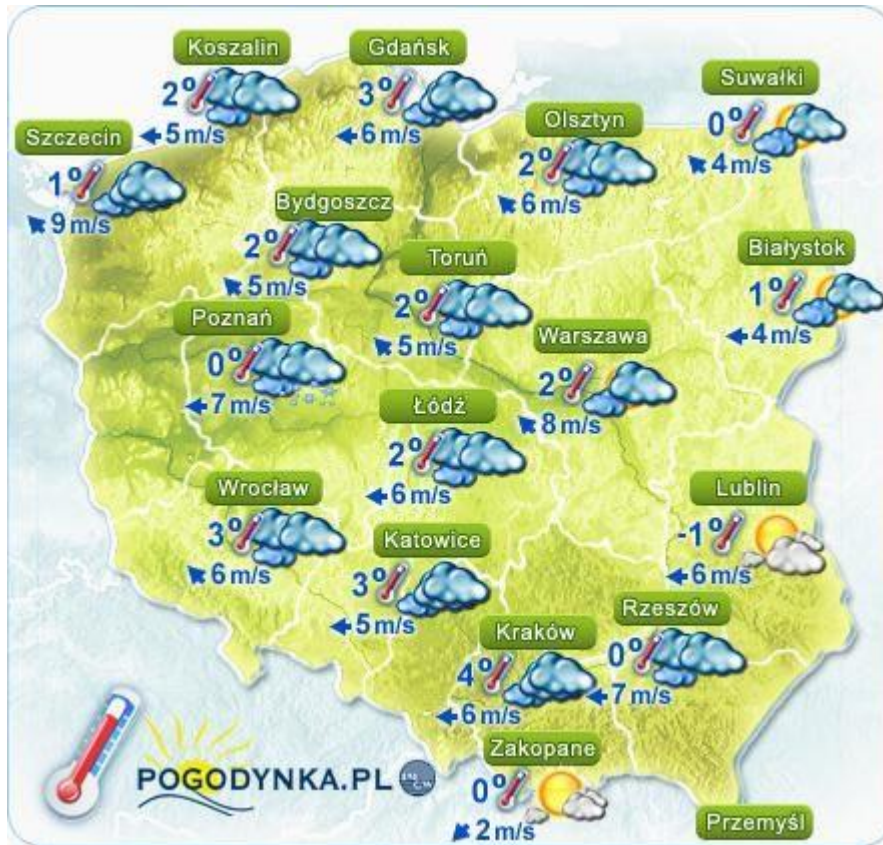 Koszalin
2°
5 m/s
Gdańsk
3°
6 m/s
Suwałki
0°
4 m/s
Szczecin
1°
9 m/s
Olsztyn
2°
6 m/s
Bydgoszcz
2°
5 m/s
Toruń
2°
5 m/s
Białystok
1°
4 m/s
Poznań
0°
7 m/s
Warszawa
2°
8 m/s
Łódź
2°
6 m/s
Wrocław
3°
6 m/s
Lublin
-1°
6 m/s
Katowice
3°
5 m/s
Kraków
4°
6 m/s
Rzeszów
0°
7 m/s
Zakopane
0°
2 m/s
Przemyśl
POGODYNKA.PL